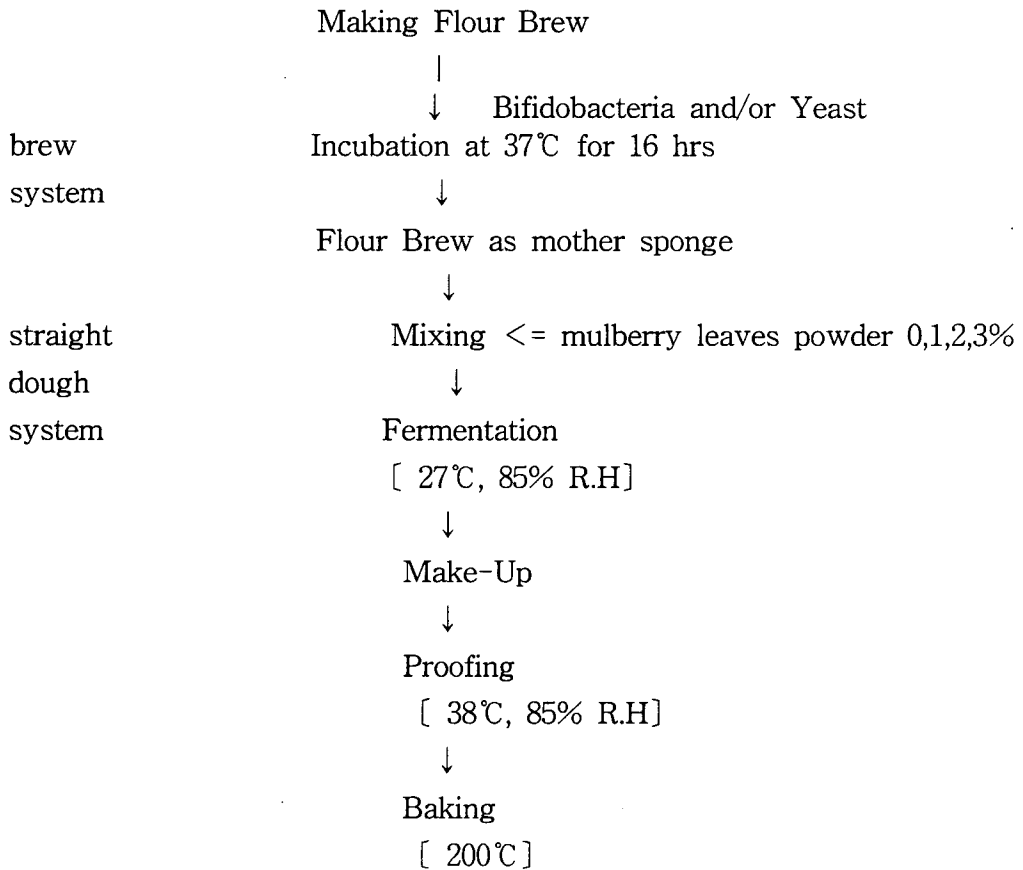 Making Flour Brew
|
↓ Bifidobacteria and/or Yeast
brew Incubation at 37℃ for 16 hrs
system ↓
Flour Brew as mother sponge
↓
straight Mixing <= mulberry leaves powder 0,1,2,3%
dough ↓
system Fermentation
[ 27℃, 85% R.H]
↓
Make-Up
↓
Proofing
[ 38℃, 85% R.H]
↓
Baking
[ 200℃]